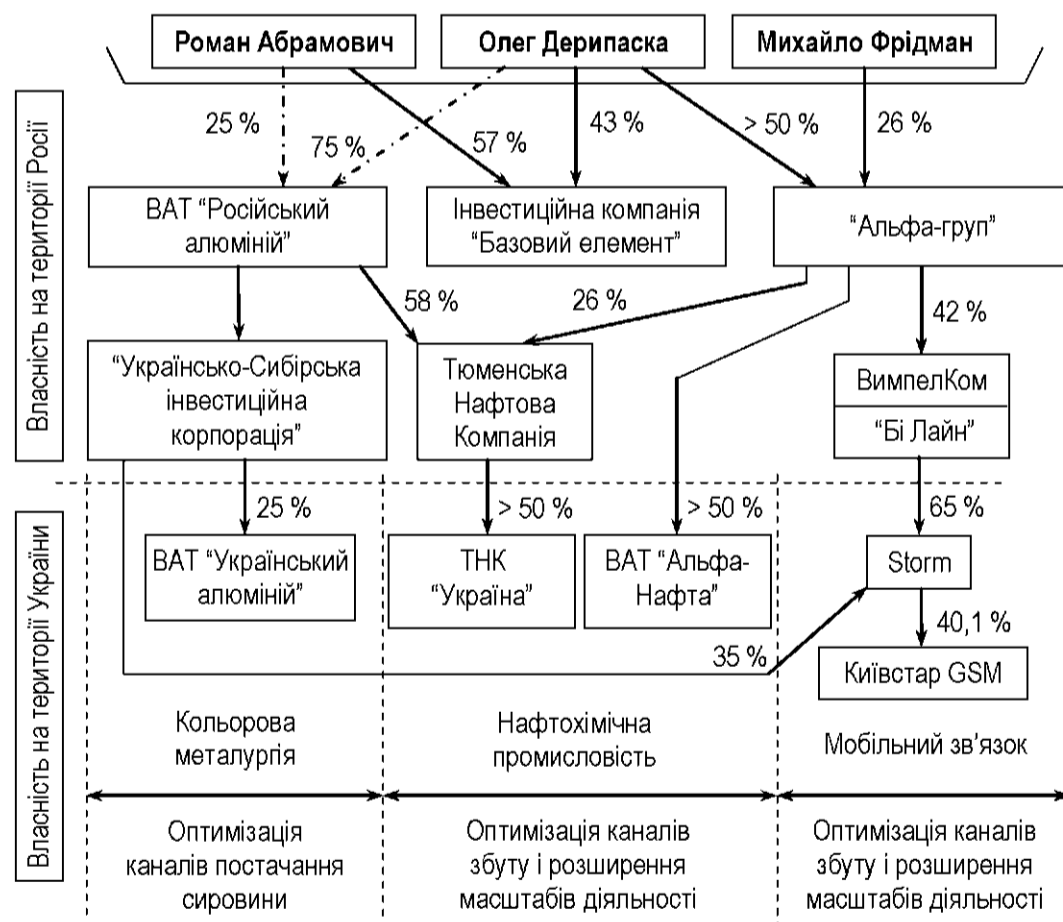 Роман Абрамович
Олег Дерипаска
Михайло Фрідман
Власність на території Росії
25 %
75 %
57 %
43 %
> 50 %
26 %
ВАТ “Російський
алюміній”
Інвестиційна компанія
“Базовий елемент”
“Альфа-груп”
58 %
26 %
42 %
“Українсько-Сибірська
інвестиційна
корпорація”
Тюменська
Нафтова
Компанія
ВимпелКом
“Бі Лайн”
Власність на території України
25 %
> 50 %
> 50 %
65 %
ВАТ “Український
алюміній”
ТНК
“Україна”
ВАТ “Альфа-
Нафта”
Storm
40,1 %
35 %
Київстар GSM
Кольорова
металургія
Нафтохімічна
промисловість
Мобільний зв’язок
Оптимізація
каналів постачання
сировини
Оптимізація каналів
збуту і розширення
масштабів діяльності
Оптимізація каналів
збуту і розширення
масштабів діяльності